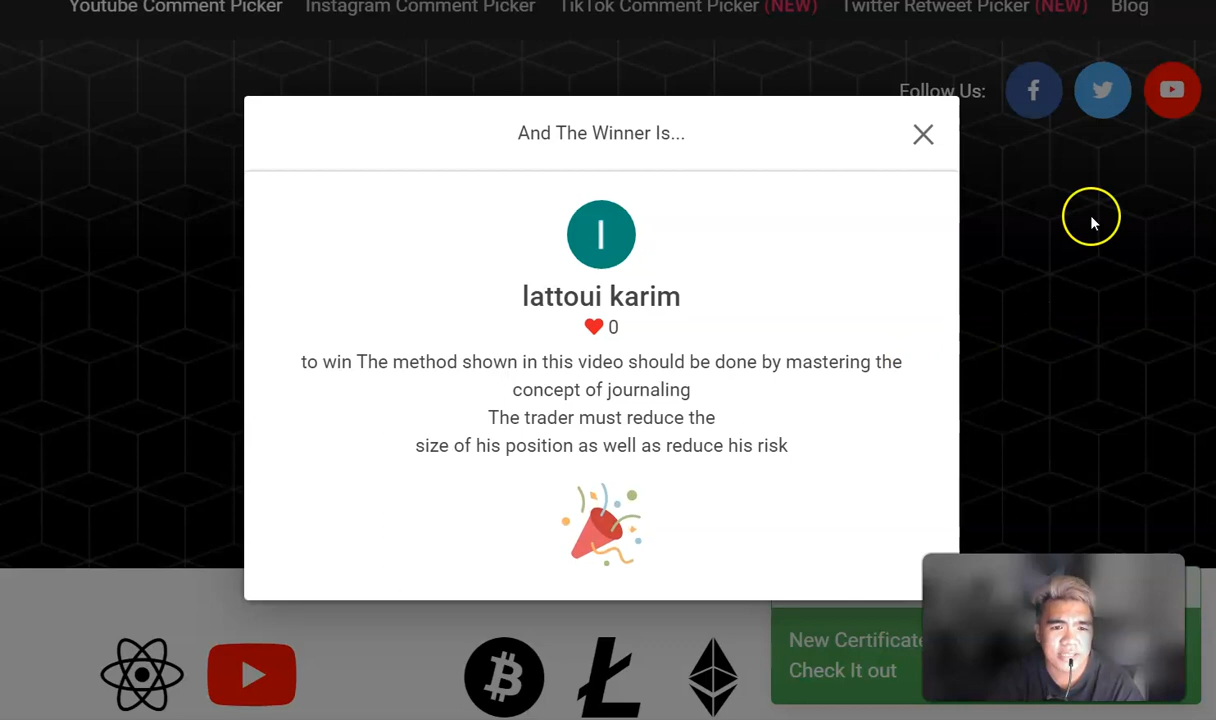 Youtube Comment Picker Instagram Comment Picker TikTok Comment Picker (NEW) Twitter Retweet Picker (NEW) Blog
Follow Us:
And The Winner Is...
l
lattoui karim
0
to win The method shown in this video should be done by mastering the
concept of journaling
The trader must reduce the
size of his position as well as reduce his risk
New Certificate
Check It out